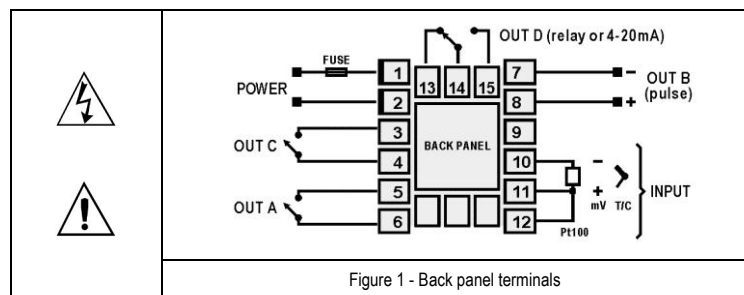 OUT D (relay or 4-20mA)
FUSE
POWER
1
2
13
14
15
7
8
−
+
OUT B
(pulse)
OUT C
3
4
BACK PANEL
9
10
11
12
−
+
mV
T/C
INPUT
OUT A
5
6
Pt100
Figure 1 - Back panel terminals